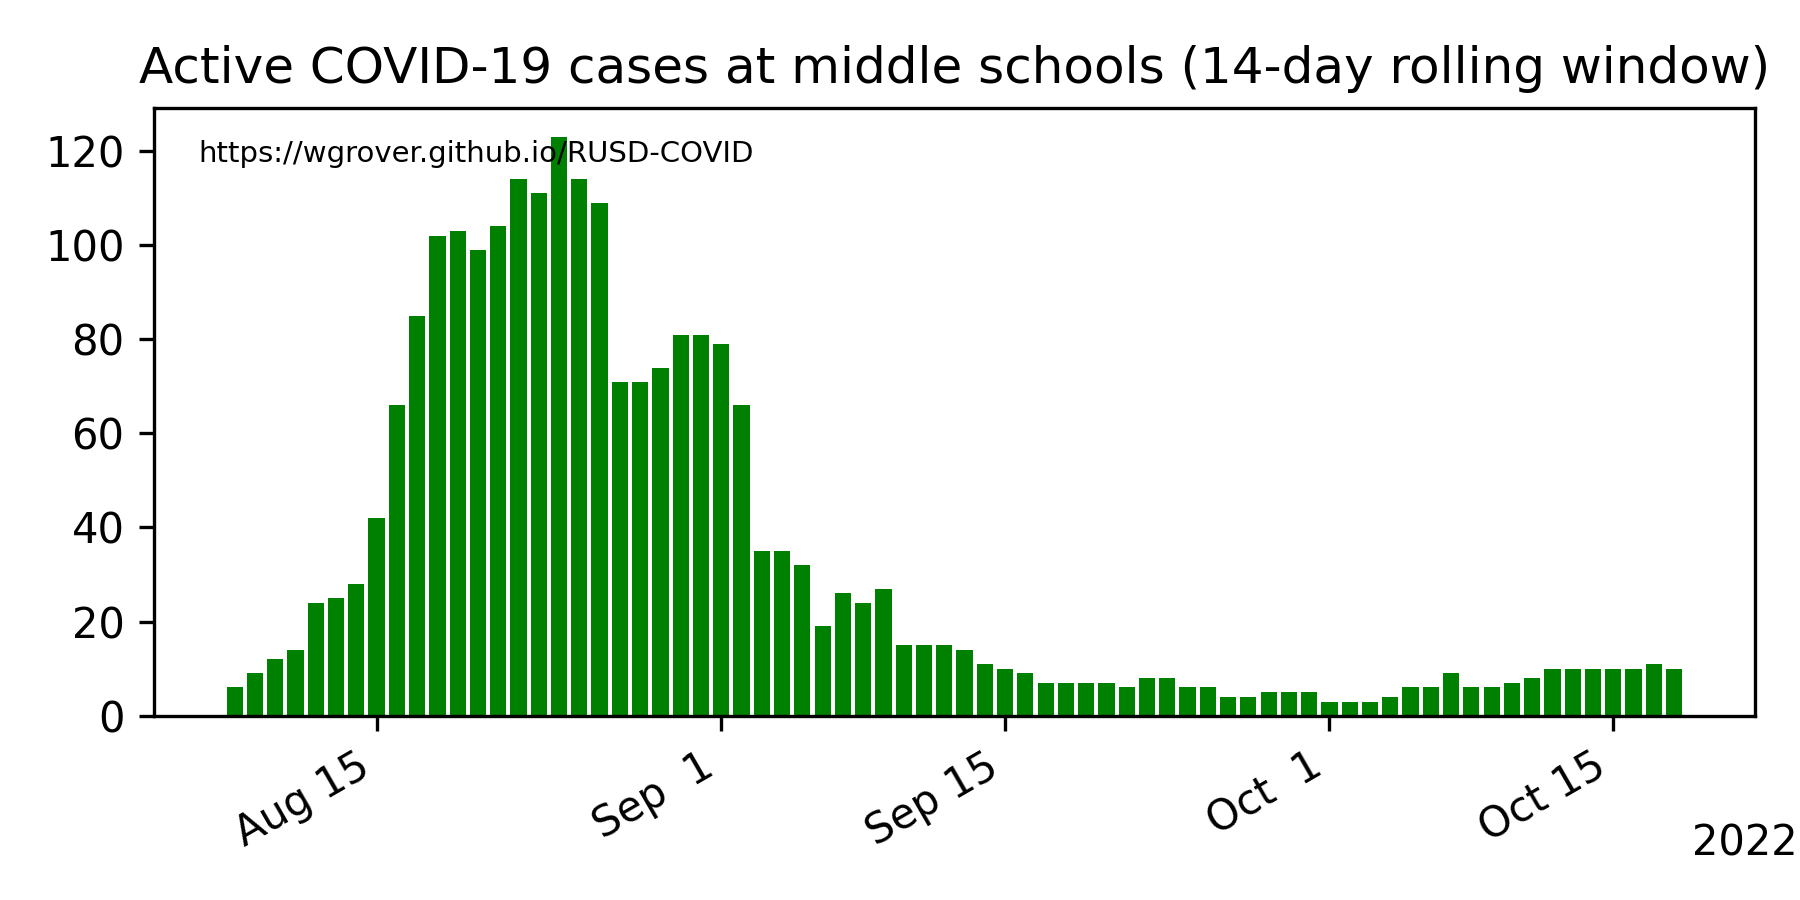 Active COVID-19 cases at middle schools (14-day rolling window)
https://wgrover.github.io/RUSD-COVID
120
100
80
60
40
20
0
Aug 15
Sep 1
Sep 15
Oct 1
Oct 15
2022